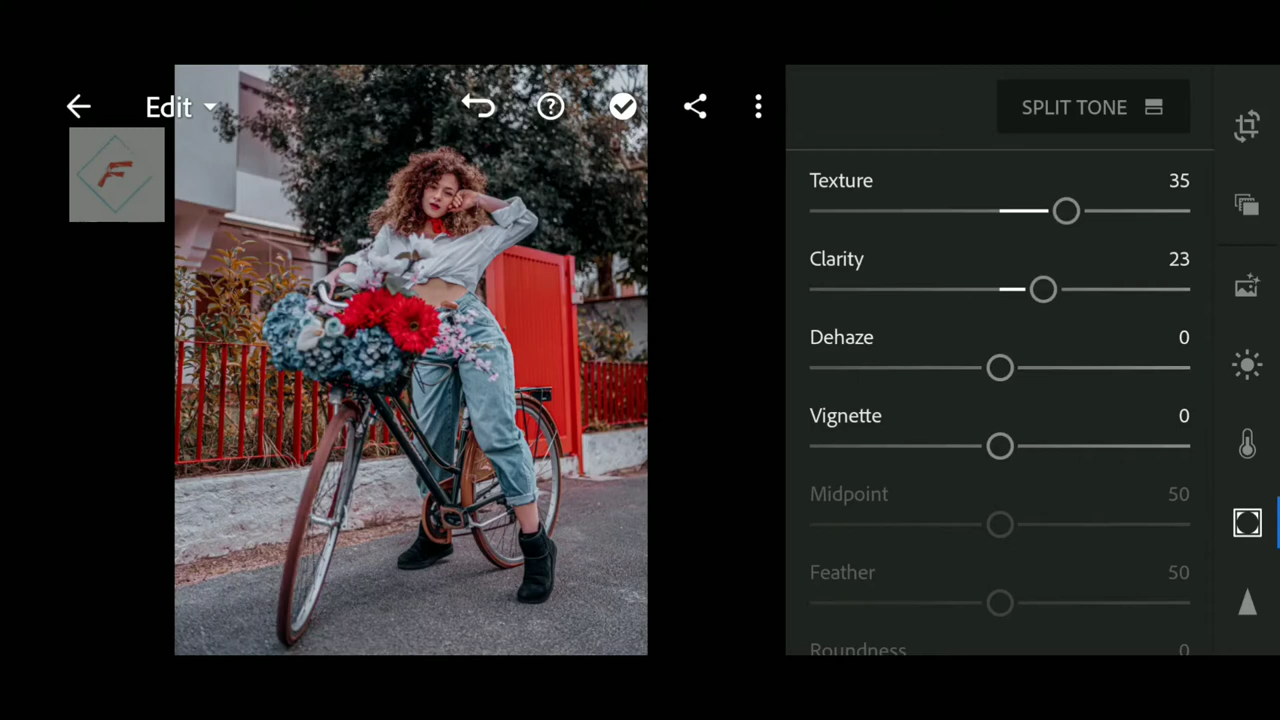 Edit
SPLIT TONE
Texture 35
Clarity 23
Dehaze 0
Vignette 0
Midpoint 50
Feather 50
Roundness 0